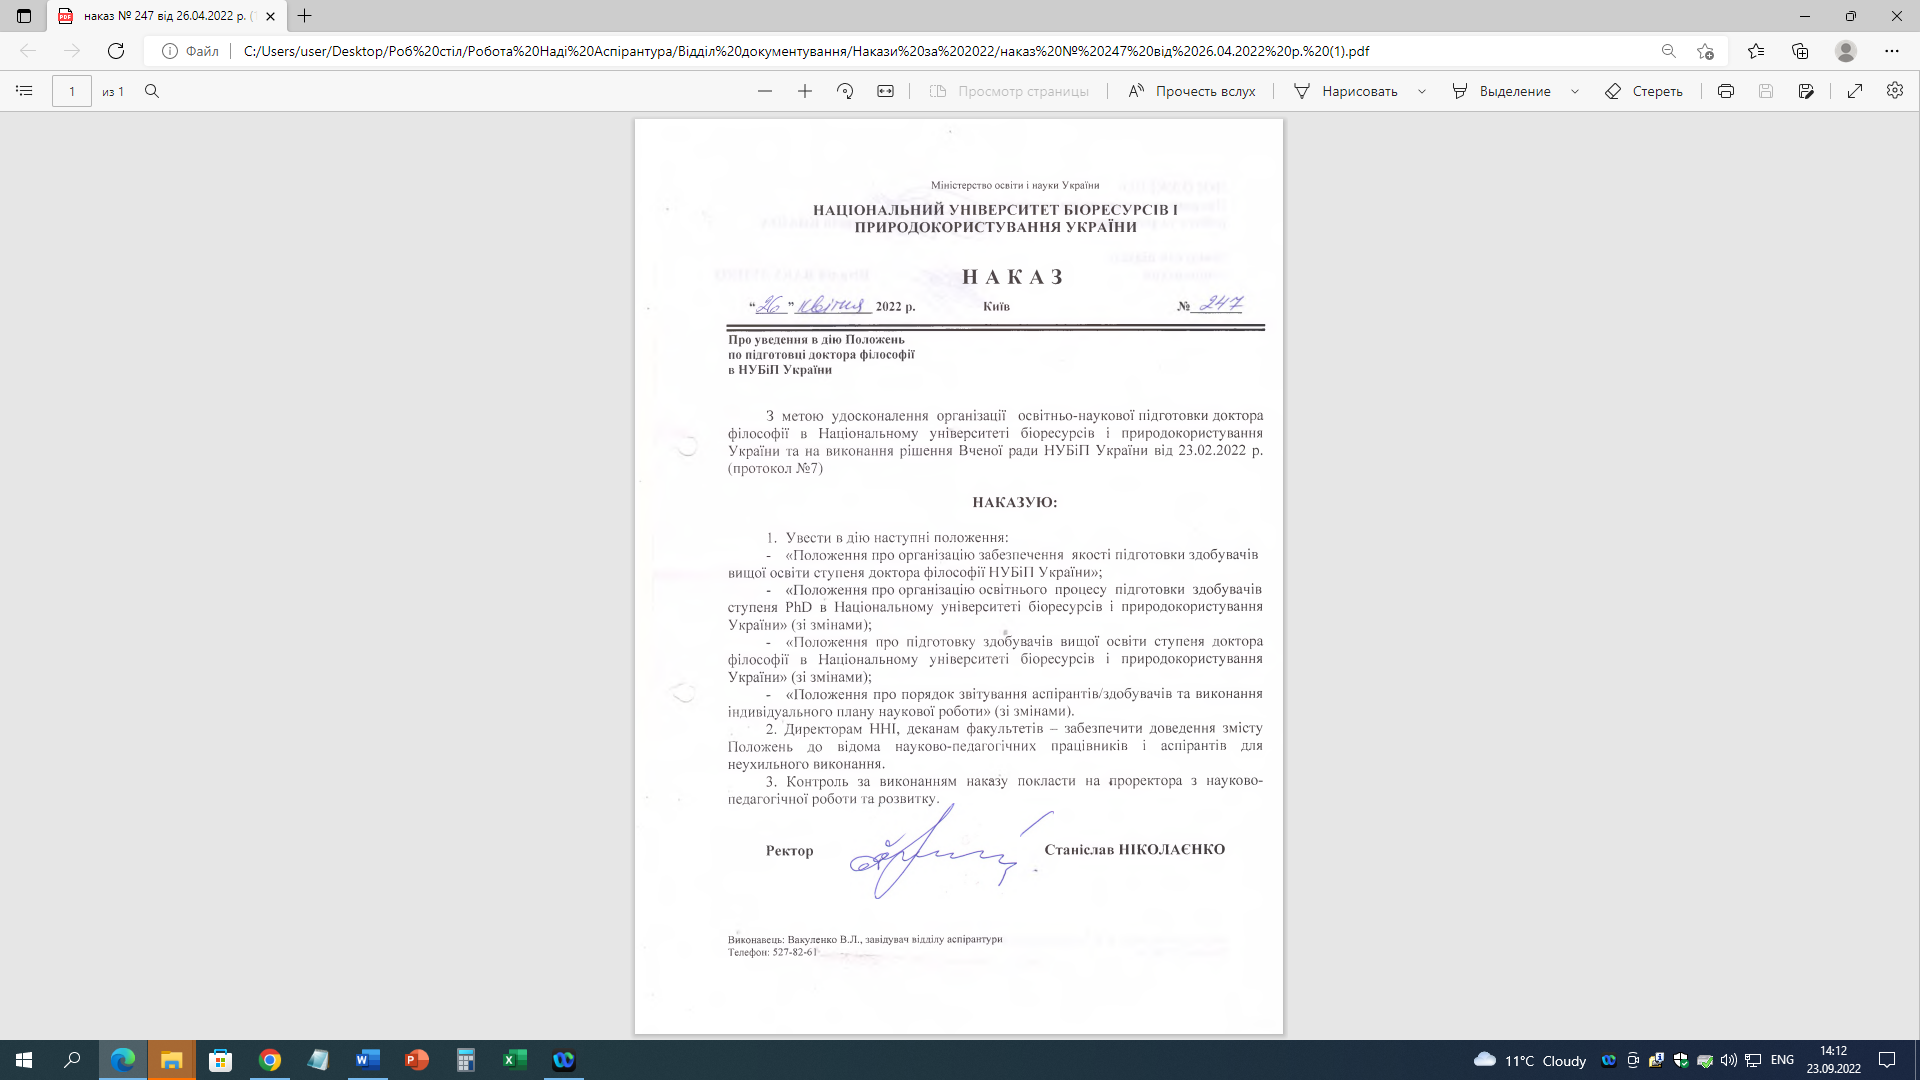 наказ № 247 від 26.04.2022 р. (1
Файл
C:/Users/user/Desktop/Роб%20стіл/Робота%20Наді%20Аспірантура/Відділ%20документування/Накази%20за%202022/наказ%20№%20247%20від%2026.04.2022%20р.%20(1).pdf
1 из 1
Просмотр страницы
Прочесть вслух
Нарисовать
Выделение
Стереть
Міністерство освіти і науки України
НАЦІОНАЛЬНИЙ УНІВЕРСИТЕТ БІОРЕСУРСІВ І
ПРИРОДОКОРИСТУВАННЯ УКРАЇНИ
Н А К А З
“ 26 ” квітня 2022 р. Київ № 247
Про уведення в дію Положень
по підготовці доктора філософії
в НУБіП України
З метою удосконалення організації освітньо-наукової підготовки доктора
філософії в Національному університеті біоресурсів і природокористування
України та на виконання рішення Вченої ради НУБіП України від 23.02.2022 р.
(протокол №7)
НАКАЗУЮ:
1. Увести в дію наступні положення:
- «Положення про організацію забезпечення якості підготовки здобувачів
вищої освіти ступеня доктора філософії НУБіП України»;
- «Положення про організацію освітнього процесу підготовки здобувачів
ступеня PhD в Національному університеті біоресурсів і природокористування
України» (зі змінами);
- «Положення про підготовку здобувачів вищої освіти ступеня доктора
філософії в Національному університеті біоресурсів і природокористування
України» (зі змінами);
- «Положення про порядок звітування аспірантів/здобувачів та виконання
індивідуального плану наукової роботи» (зі змінами).
2. Директорам ННІ, деканам факультетів – забезпечити доведення змісту
Положень до відома науково-педагогічних працівників і аспірантів для
неухильного виконання.
3. Контроль за виконанням наказу покласти на проректора з науково-
педагогічної роботи та розвитку.
Ректор Станіслав НІКОЛАЄНКО
Виконавець: Вакуленко В.Л., завідувач відділу аспірантури
Телефон: 527-82-61
11°C Cloudy
ENG
14:12
23.09.2022